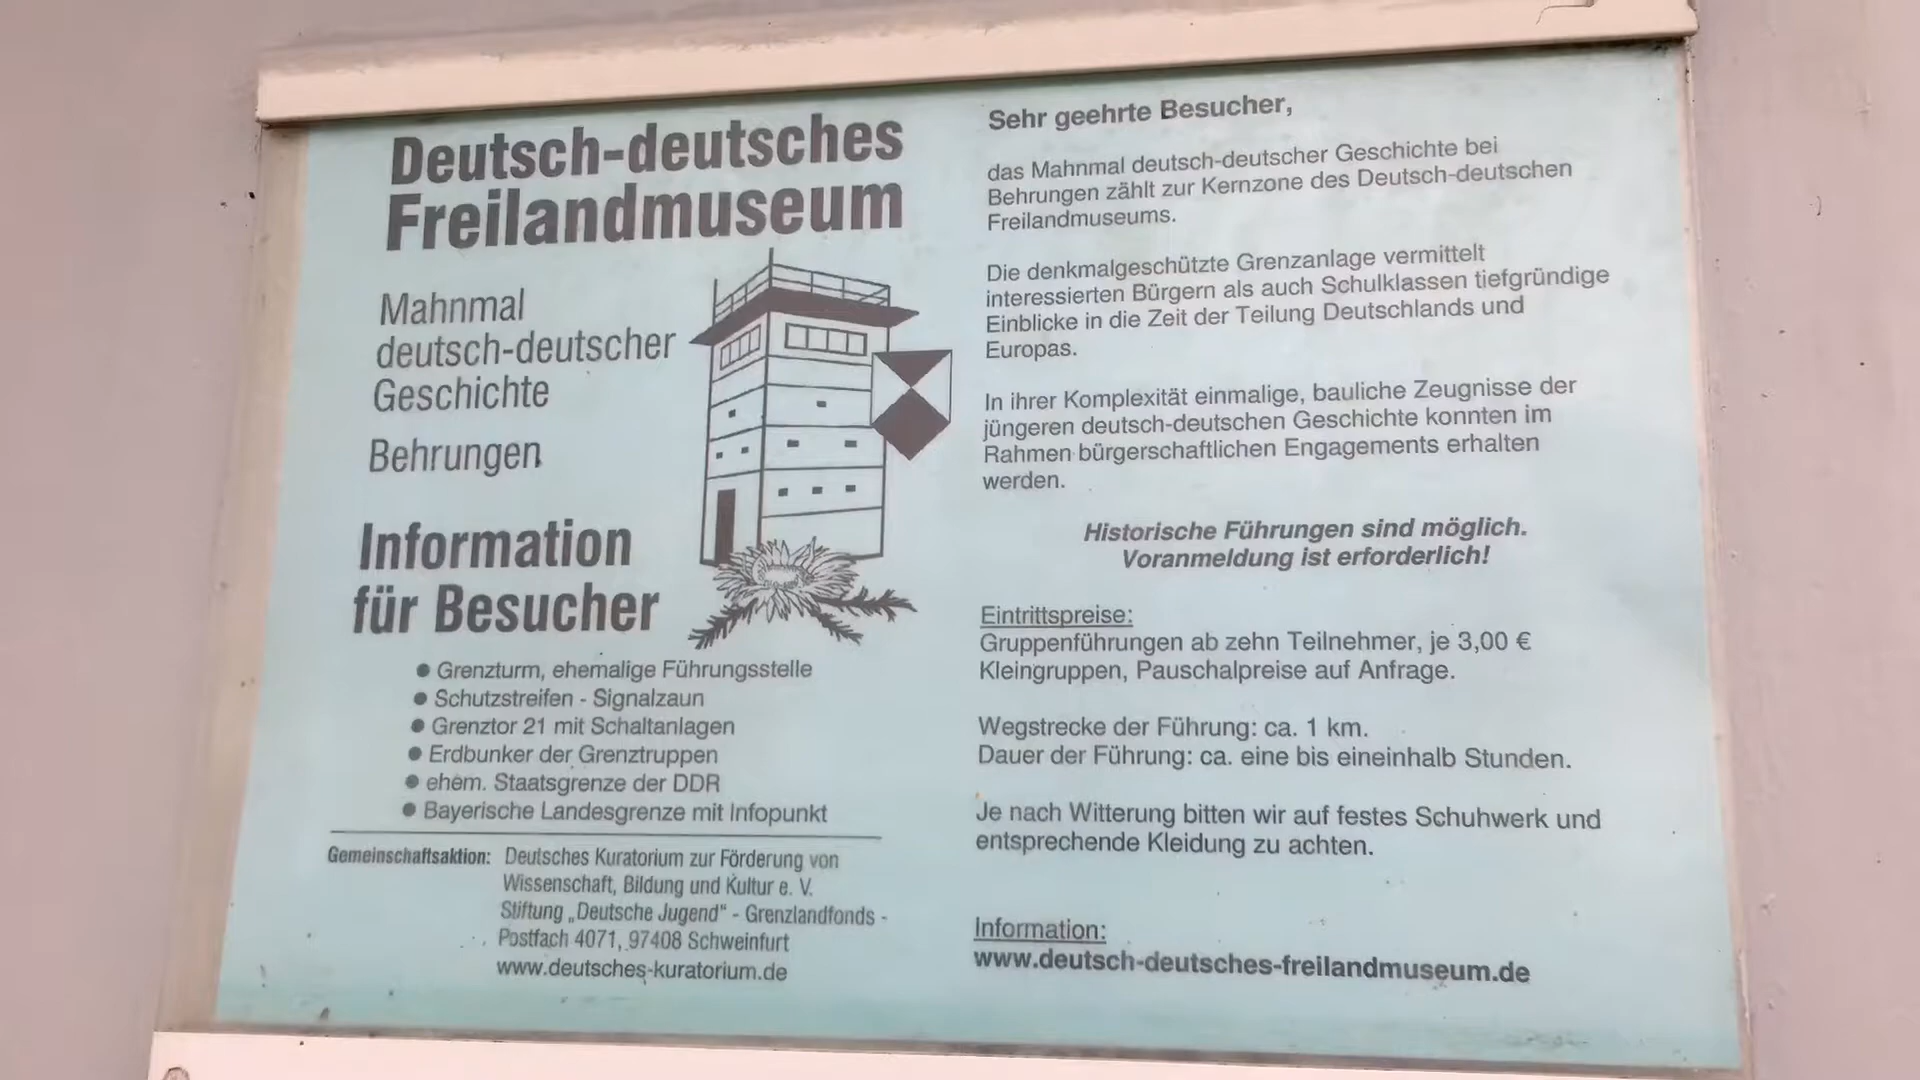 Deutsch-deutsches
Freilandmuseum
Mahnmal
deutsch-deutscher
Geschichte
Behrungen
Information
für Besucher
● Grenzturm, ehemalige Führungsstelle
● Schutzstreifen - Signalzaun
● Grenztor 21 mit Schaltanlagen
● Erdbunker der Grenztruppen
● ehem. Staatsgrenze der DDR
● Bayerische Landesgrenze mit Infopunkt
Gemeinschaftsaktion: Deutsches Kuratorium zur Förderung von
Wissenschaft, Bildung und Kultur e. V.
Stiftung „Deutsche Jugend" - Grenzlandfonds -
Postfach 4071, 97408 Schweinfurt
www.deutsches-kuratorium.de
Sehr geehrte Besucher,
das Mahnmal deutsch-deutscher Geschichte bei
Behrungen zählt zur Kernzone des Deutsch-deutschen
Freilandmuseums.
Die denkmalgeschützte Grenzanlage vermittelt
interessierten Bürgern als auch Schulklassen tiefgründige
Einblicke in die Zeit der Teilung Deutschlands und
Europas.
In ihrer Komplexität einmalige, bauliche Zeugnisse der
jüngeren deutsch-deutschen Geschichte konnten im
Rahmen bürgerschaftlichen Engagements erhalten
werden.
Historische Führungen sind möglich.
Voranmeldung ist erforderlich!
Eintrittspreise:
Gruppenführungen ab zehn Teilnehmer, je 3,00 €
Kleingruppen, Pauschalpreise auf Anfrage.
Wegstrecke der Führung: ca. 1 km.
Dauer der Führung: ca. eine bis eineinhalb Stunden.
Je nach Witterung bitten wir auf festes Schuhwerk und
entsprechende Kleidung zu achten.
Information:
www.deutsch-deutsches-freilandmuseum.de